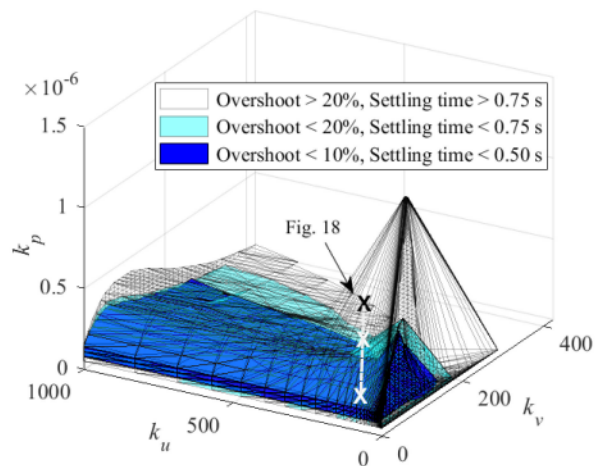 ×10⁻⁶
Overshoot > 20%, Settling time > 0.75 s
Overshoot < 20%, Settling time < 0.75 s
Overshoot < 10%, Settling time < 0.50 s
1.5
1
0.5
0
k_p
Fig. 18
X
X
X
1000
500
0
k_u
0
200
400
k_v